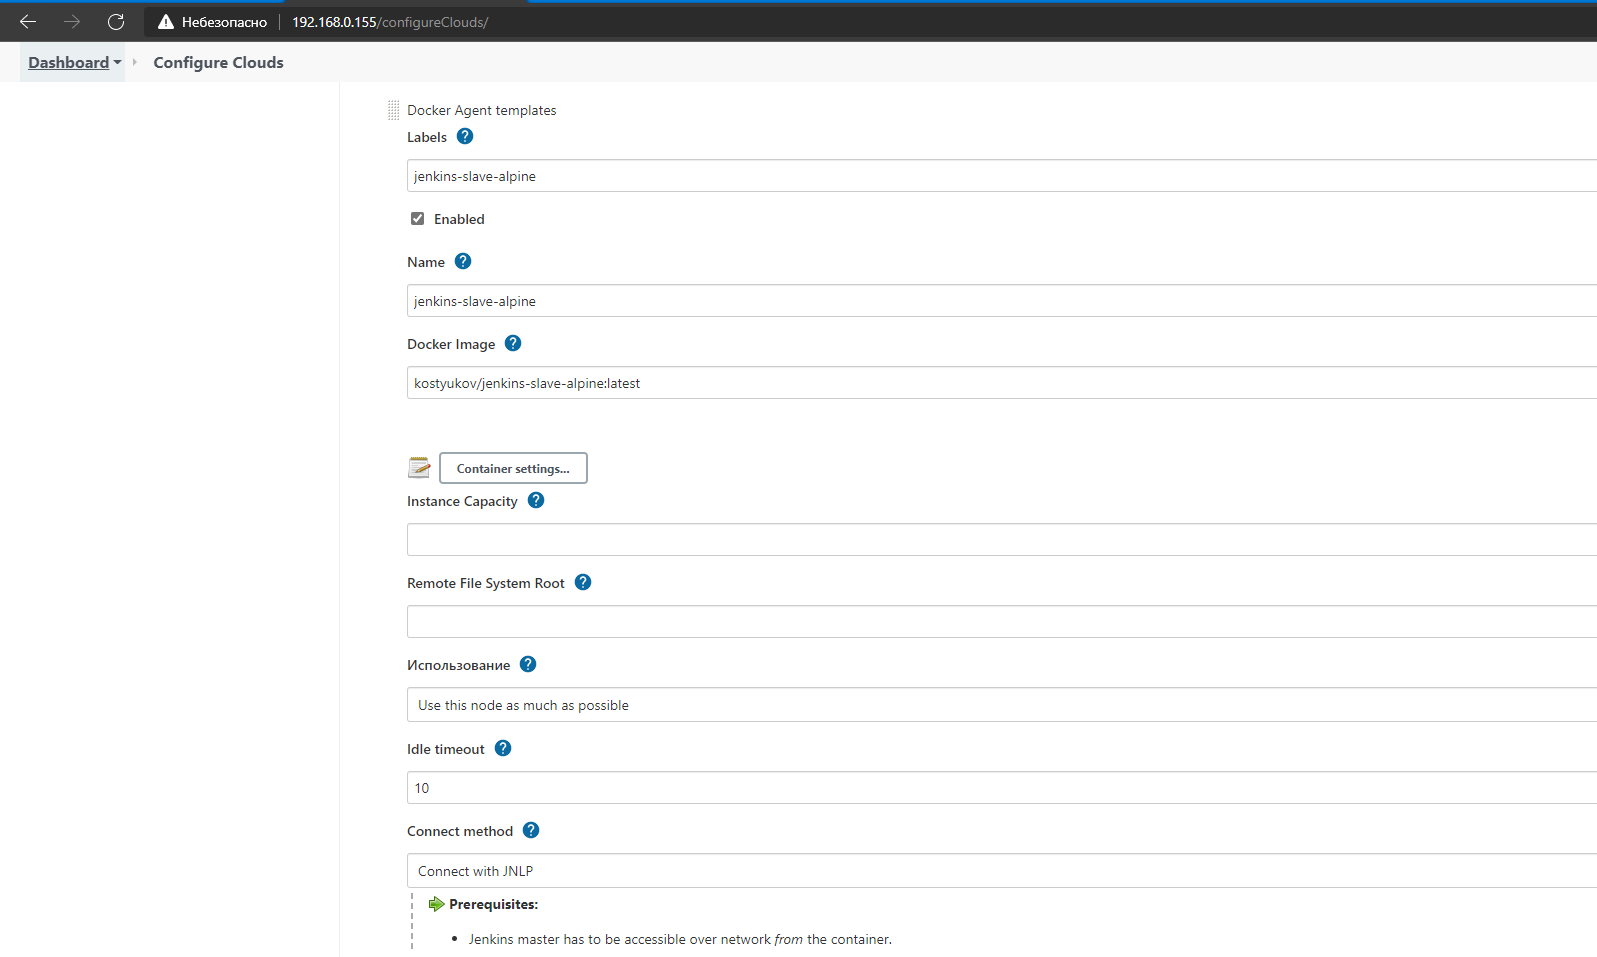 Небезопасно 192.168.0.155/configureClouds/
Dashboard Configure Clouds
Docker Agent templates
Labels ?
jenkins-slave-alpine
Enabled
Name ?
jenkins-slave-alpine
Docker Image ?
kostyukov/jenkins-slave-alpine:latest
Container settings...
Instance Capacity ?
Remote File System Root ?
Использование ?
Use this node as much as possible
Idle timeout ?
10
Connect method ?
Connect with JNLP
Prerequisites:
• Jenkins master has to be accessible over network from the container.